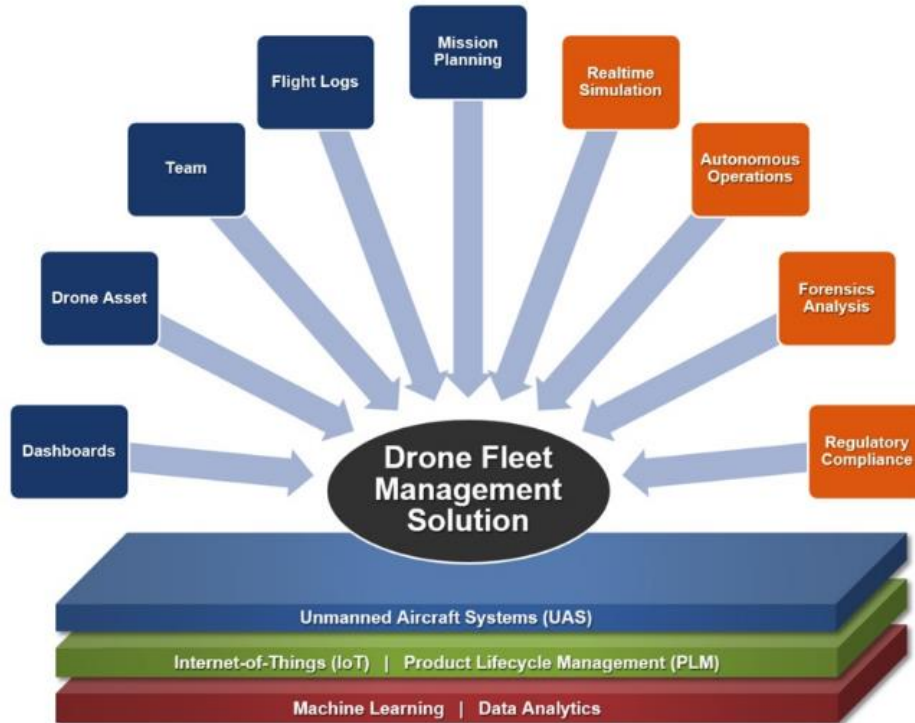 Mission
Planning
Flight Logs
Realtime
Simulation
Team
Autonomous
Operations
Drone Asset
Forensics
Analysis
Dashboards
Regulatory
Compliance
Drone Fleet
Management
Solution
Unmanned Aircraft Systems (UAS)
Internet-of-Things (IoT) | Product Lifecycle Management (PLM)
Machine Learning | Data Analytics